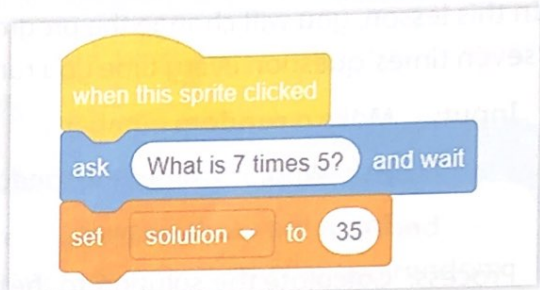 when this sprite clicked
ask What is 7 times 5? and wait
set solution to 35